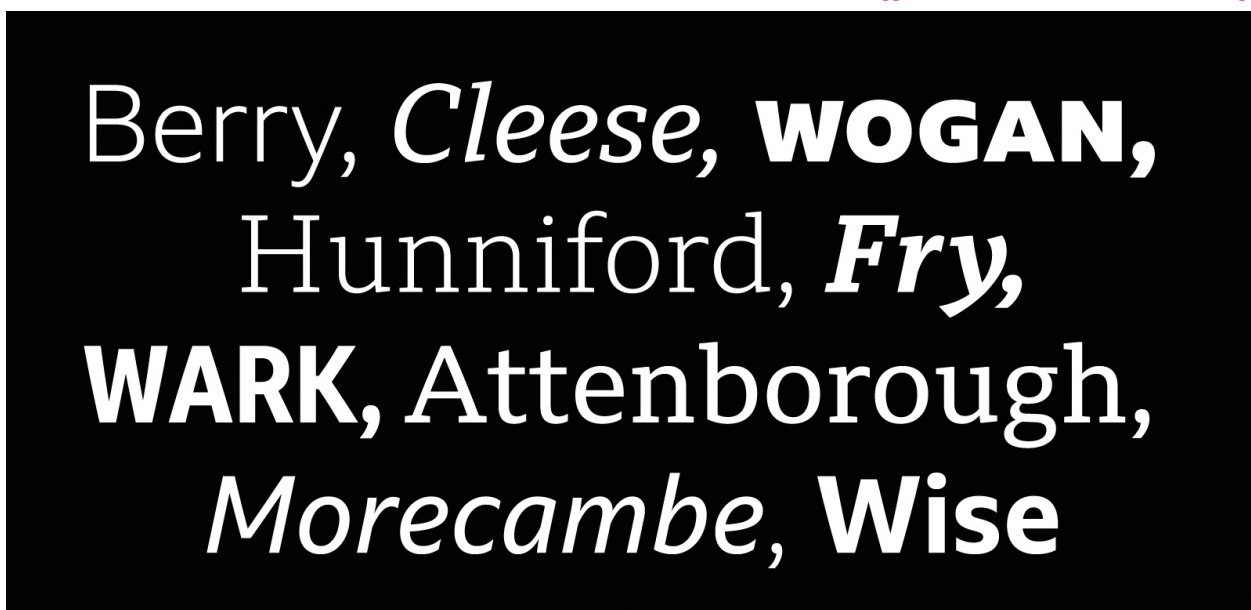 Berry, Cleese, WOGAN,
Hunniford, Fry,
WARK, Attenborough,
Morecambe, Wise